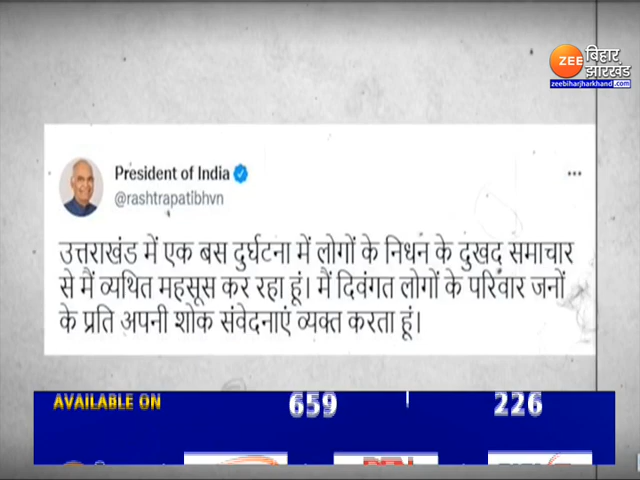 ZEE बिहार झारखंड
zeebiharjharkhand.com
President of India
@rashtrapatibhvn
उत्तराखंड में एक बस दुर्घटना में लोगों के निधन के दुखद समाचार
से मैं व्यथित महसूस कर रहा हूं। मैं दिवंगत लोगों के परिवार जनों
के प्रति अपनी शोक संवेदनाएं व्यक्त करता हूं।
AVAILABLE ON 659 226